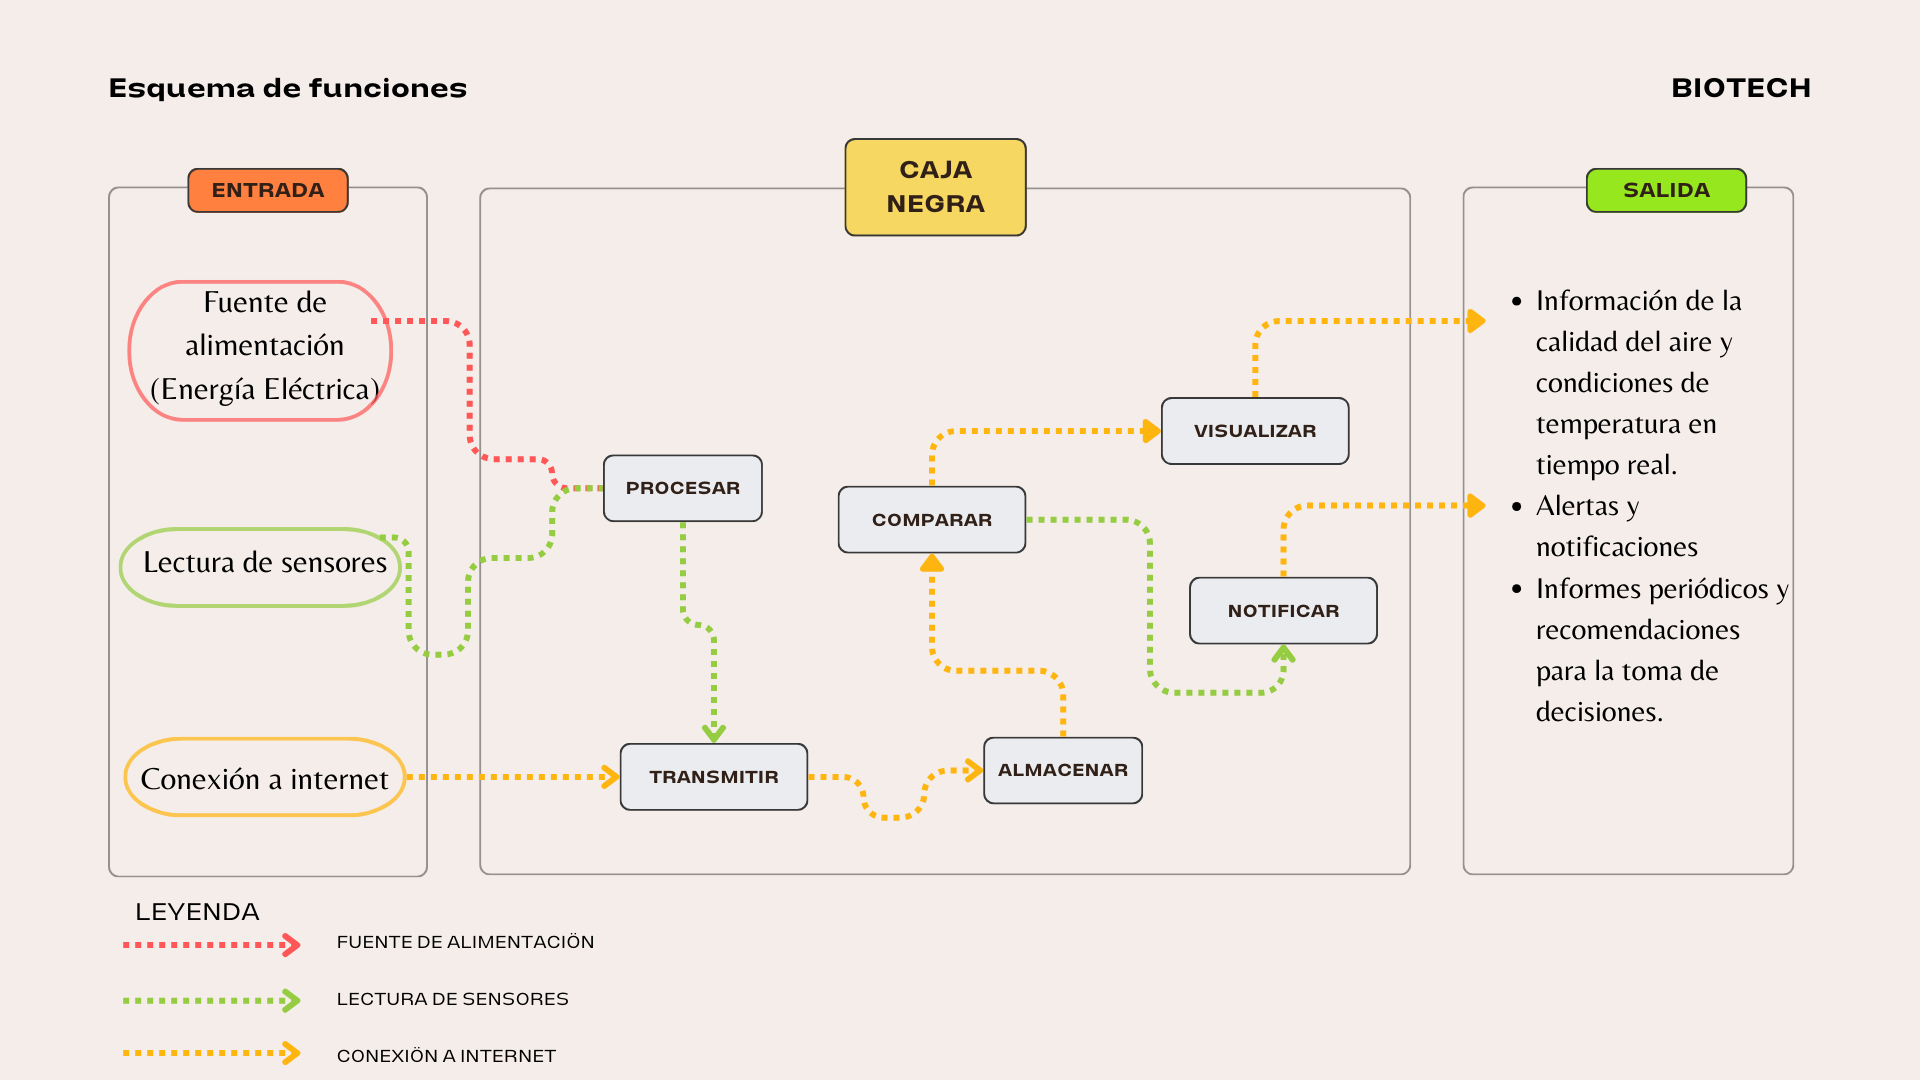 Esquema de funciones
BIOTECH
ENTRADA
Fuente de
alimentación
(Energía Eléctrica)
Lectura de sensores
Conexión a internet
CAJA
NEGRA
PROCESAR
TRANSMITIR
ALMACENAR
COMPARAR
VISUALIZAR
NOTIFICAR
SALIDA
• Información de la
calidad del aire y
condiciones de
temperatura en
tiempo real.
• Alertas y
notificaciones
• Informes periódicos y
recomendaciones
para la toma de
decisiones.
LEYENDA
FUENTE DE ALIMENTACIÖN
LECTURA DE SENSORES
CONEXIÖN A INTERNET